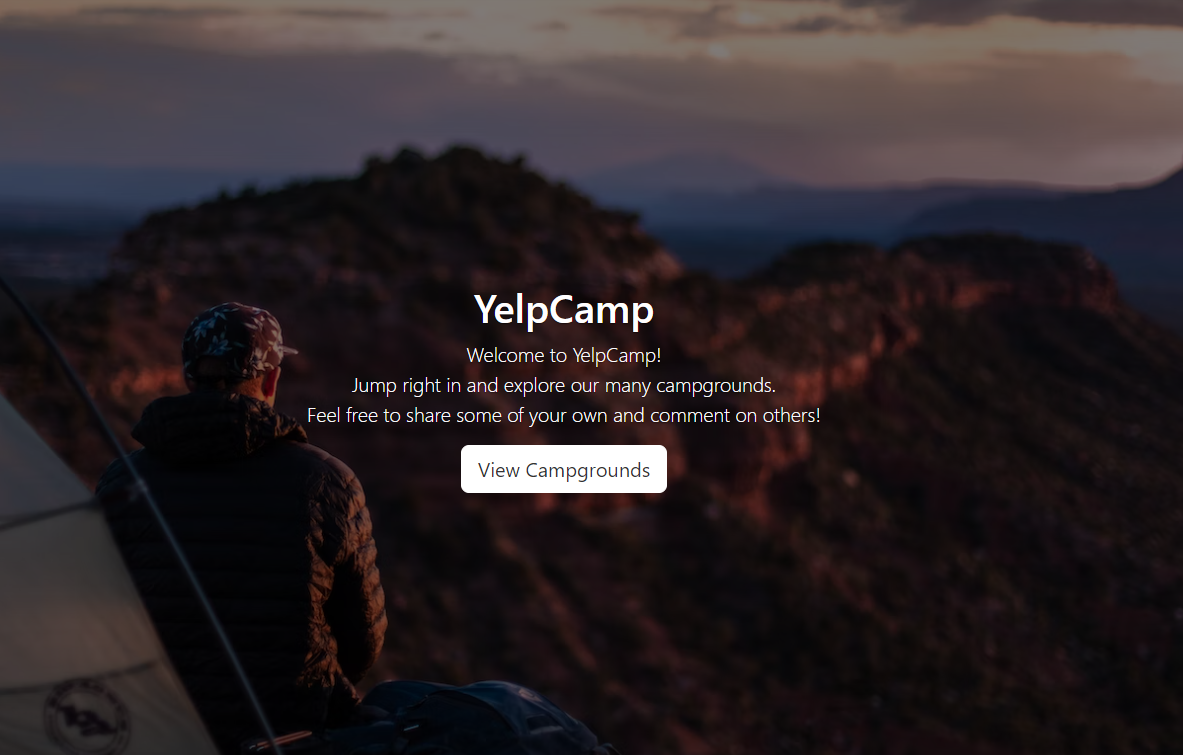 YelpCamp
Welcome to YelpCamp!
Jump right in and explore our many campgrounds.
Feel free to share some of your own and comment on others!
View Campgrounds